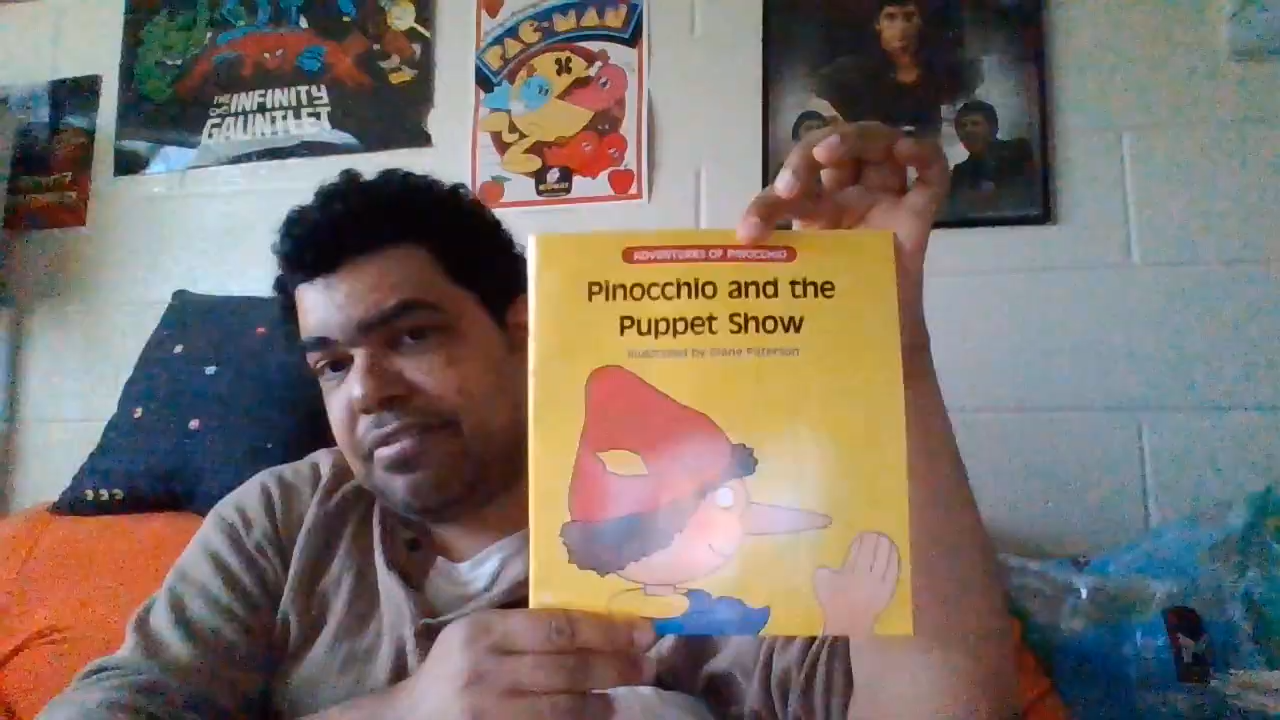 THE
INFINITY
GAUNTLET
PAC-MAN
ADVENTURES OF PINOCCHIO
Pinocchio and the
Puppet Show
Illustrated by Diane Paterson